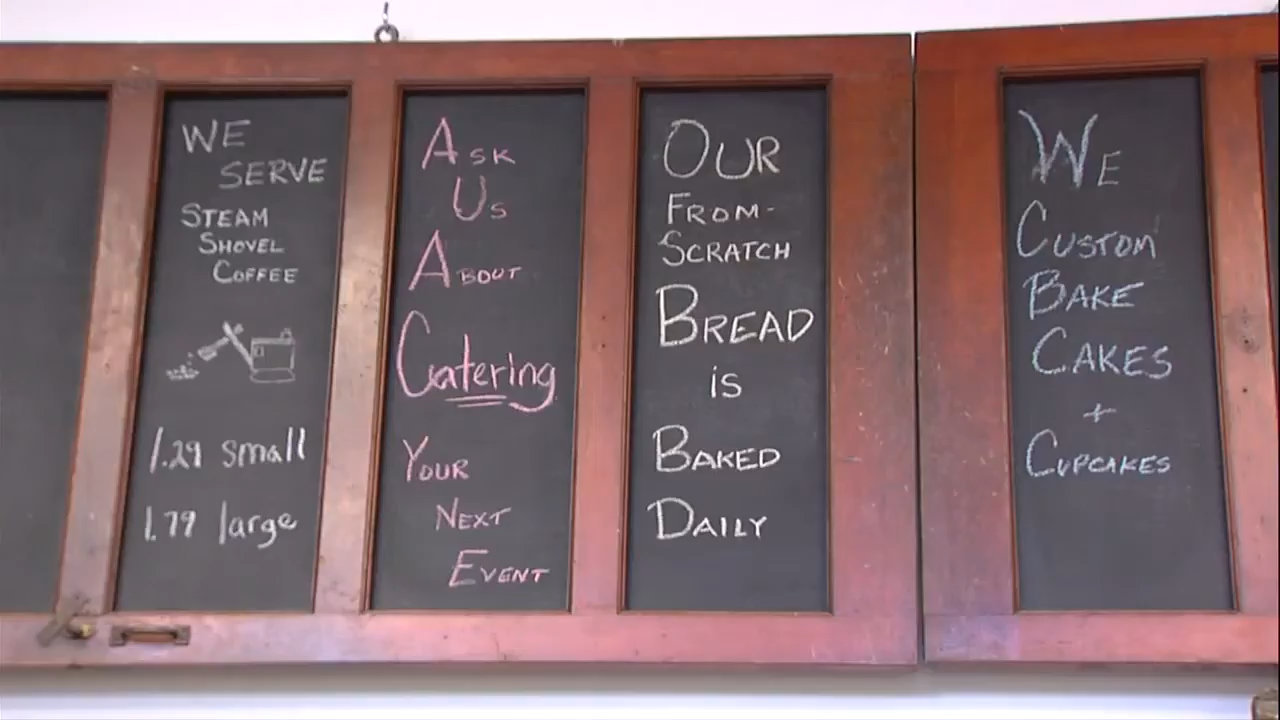 WE
SERVE
STEAM
SHOVEL
COFFEE
1.29 small
1.79 large
ASK
US
ABOUT
Catering
YOUR
NEXT
EVENT
OUR
FROM-
SCRATCH
BREAD
is
BAKED
DAILY
WE
CUSTOM
BAKE
CAKES
+
CUPCAKES